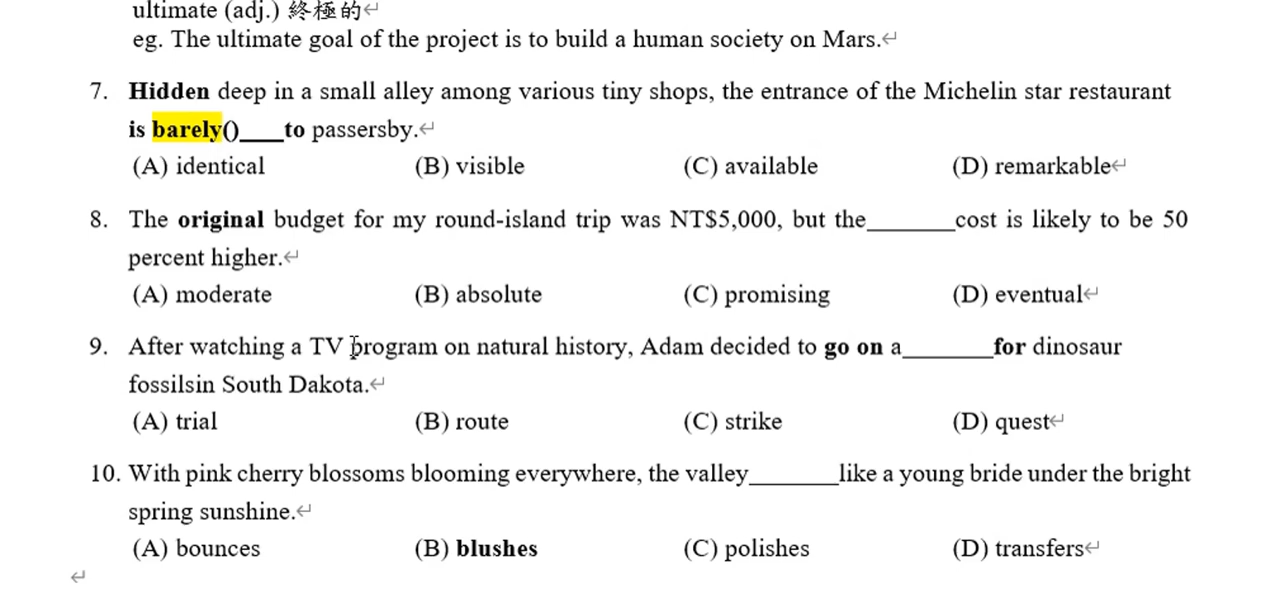 ultimate (adj.) 終極的↵
eg. The ultimate goal of the project is to build a human society on Mars.↵
7. Hidden deep in a small alley among various tiny shops, the entrance of the Michelin star restaurant
is barely()___to passersby.↵
(A) identical (B) visible (C) available (D) remarkable↵
8. The original budget for my round-island trip was NT$5,000, but the_______cost is likely to be 50
percent higher.↵
(A) moderate (B) absolute (C) promising (D) eventual↵
9. After watching a TV program on natural history, Adam decided to go on a_______for dinosaur
fossilsin South Dakota.↵
(A) trial (B) route (C) strike (D) quest↵
10. With pink cherry blossoms blooming everywhere, the valley_______like a young bride under the bright
spring sunshine.↵
(A) bounces (B) blushes (C) polishes (D) transfers↵
↵